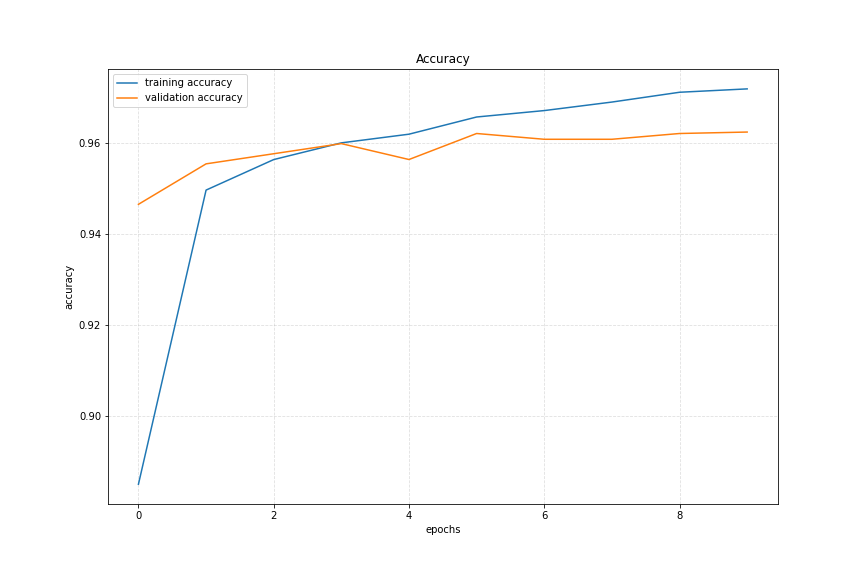 Accuracy
training accuracy
validation accuracy
0.96
0.94
0.92
0.90
accuracy
0 2 4 6 8
epochs